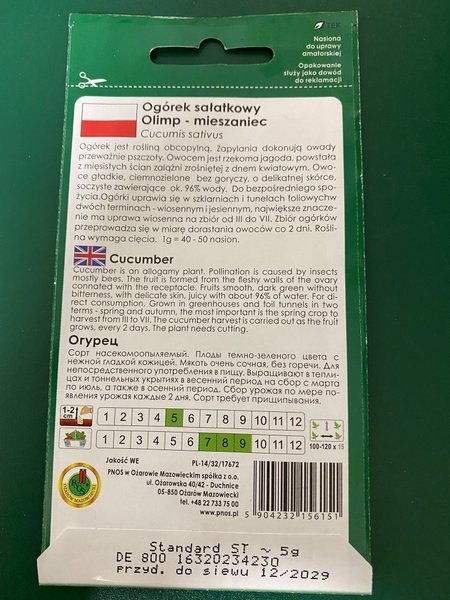 TEK
Nasiona
do uprawy
amatorskiej
Opakowanie
służy jako dowód
do reklamacji
Ogórek sałatkowy
Olimp - mieszaniec
Cucumis sativus
Ogórek jest rośliną obcopylną. Zapylania dokonują owady
przeważnie pszczoły. Owocem jest rzekoma jagoda, powstała
z mięsistych ścian zalążni zrośniętej z dnem kwiatowym. Owo-
ce gładkie, ciemnozielone bez goryczy, o delikatnej skórce,
soczyste zawierające ok. 96% wody. Do bezpośredniego spo-
życia.Ogórki uprawia się w szklarniach i tunelach foliowychw
dwóch terminach - wiosennym i jesiennym, największe znacze-
nie ma uprawa wiosenna na zbiór od III do VII. Zbiór ogórków
przeprowadza się w miarę dorastania owoców co 2 dni. Rośli-
na wymaga cięcia. 1g = 40 - 50 nasion.
Cucumber
Cucumber is an allogamy plant. Pollination is caused by insects
mostly bees. The fruit is formed from the fleshy walls of the ovary
connated with the receptacle. Fruits smooth, dark green without
bitterness, with delicate skin, juicy with about 96% of water. For di-
rect consumption. Grown in greenhouses and foil tunnels in two
terms - spring and autumn, the most important is the spring crop to
harvest from III to VII. The cucumber harvest is carried out as the fruit
grows, every 2 days. The plant needs cutting.
Огурец
Сорт насекомоопыляемый. Плоды темно-зеленого цвета с
нежной гладкой кожицей. Мякоть очень сочная, без горечи. Для
непосредственного употребления в пищу. Выращивают в тепли-
цах и тоннельных укрытиях в весенний период на сбор с марта
по июль, а также в осенний период. Сбор урожая по мере по-
явления урожая каждые 2 дня. Сорт требует прищипывания.
1-2 cm 1 2 3 4 5 6 7 8 9 10 11 12
1 2 3 4 5 6 7 8 9 10 11 12 100-120 x 15
Jakość WE PL-14/32/17672
PNOS w Ożarowie Mazowieckim spółka z o.o.
ul. Ożarowska 40/42 - Duchnice
05-850 Ożarów Mazowiecki
tel. +48 22 733 75 00
www.pnos.pl
5 904232 156151
Standard ST ~ 5g
DE 800 16320234230
przyd. do siewu 12/2029